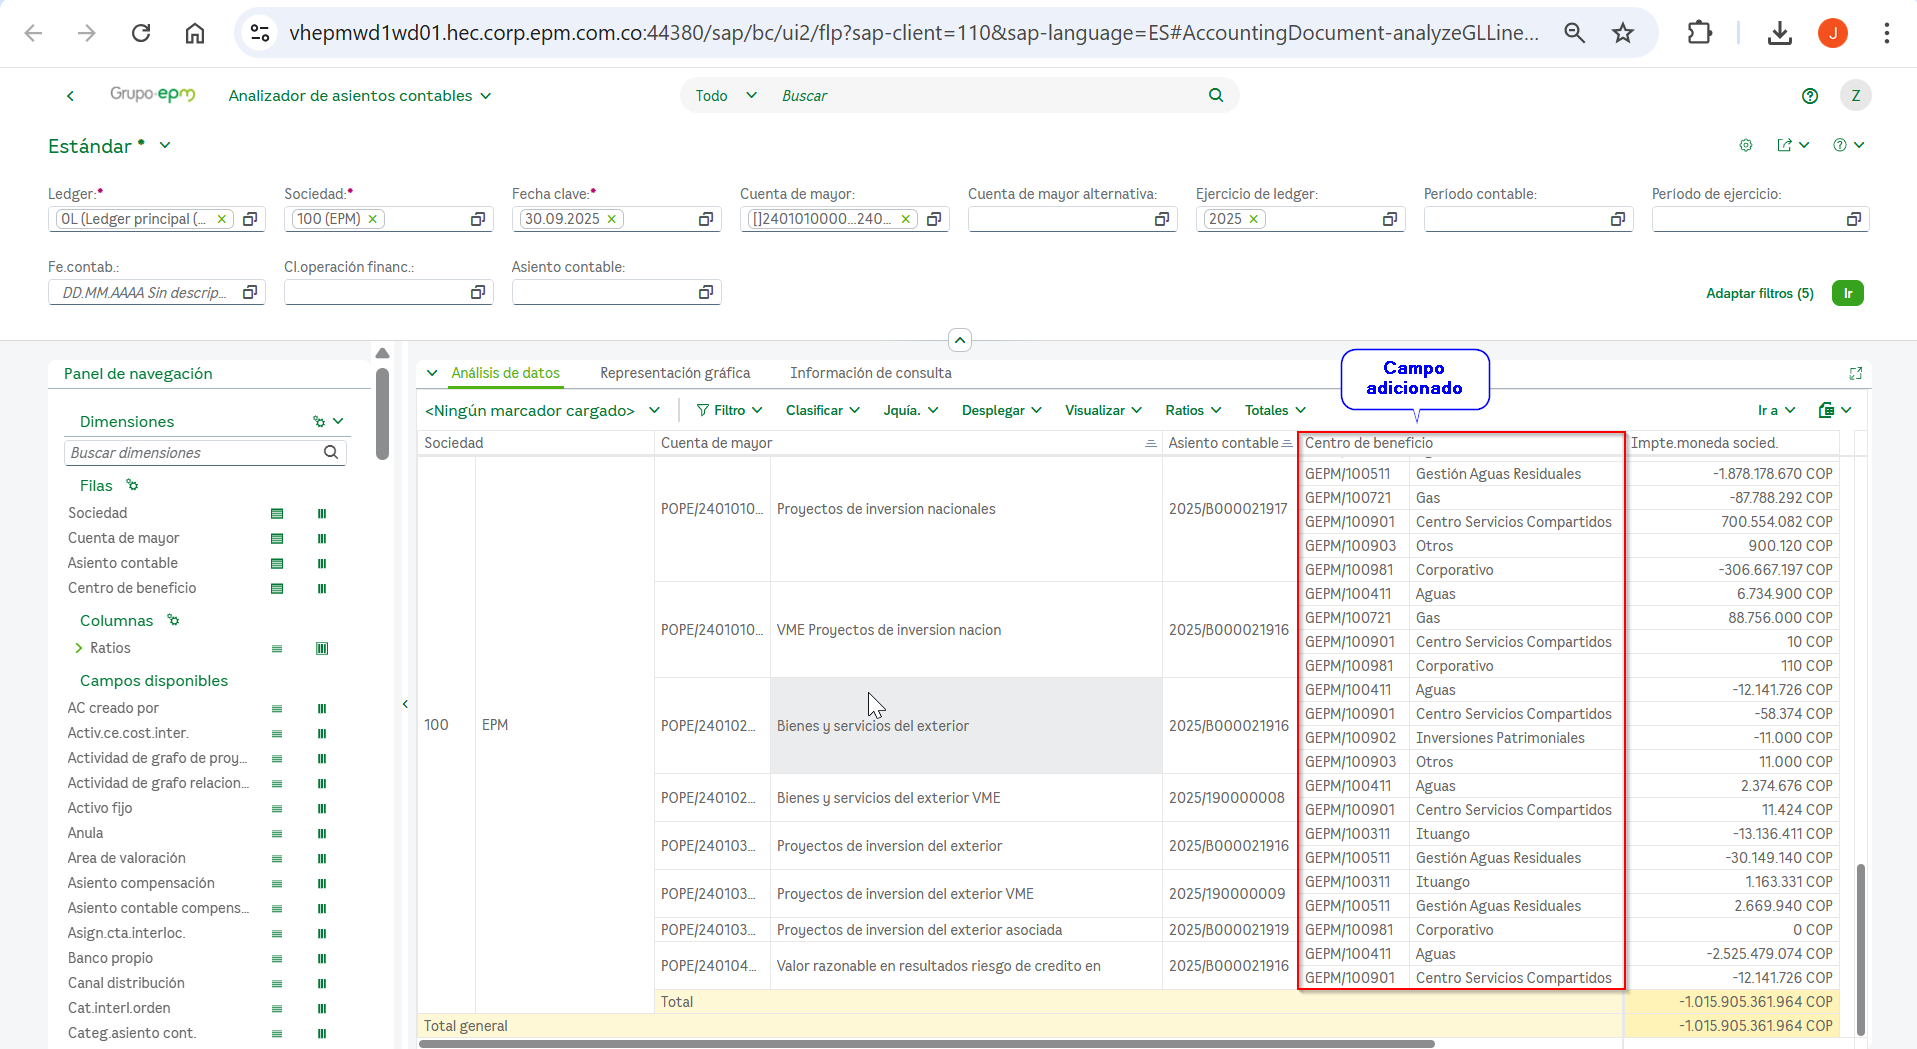 vhepmwd1wd01.hec.corp.epm.com.co:44380/sap/bc/ui2/flp?sap-client=110&sap-language=ES#AccountingDocument-analyzeGLLine...
J
Grupo·epm Analizador de asientos contables Todo Buscar Z
Estándar *
Ledger:* Sociedad:* Fecha clave:* Cuenta de mayor: Cuenta de mayor alternativa: Ejercicio de ledger: Período contable: Período de ejercicio:
0L (Ledger principal (... 100 (EPM) 30.09.2025 []2401010000...240... 2025
Fe.contab.: Cl.operación financ.: Asiento contable:
DD.MM.AAAA Sin descrip... Adaptar filtros (5) Ir
Panel de navegación
Análisis de datos Representación gráfica Información de consulta
Campo
adicionado
<Ningún marcador cargado> Filtro Clasificar Jquía. Desplegar Visualizar Ratios Totales Ir a
Dimensiones
Buscar dimensiones
Filas
Sociedad
Cuenta de mayor
Asiento contable
Centro de beneficio
Columnas
Ratios
Campos disponibles
AC creado por
Activ.ce.cost.inter.
Actividad de grafo de proy...
Actividad de grafo relacion...
Activo fijo
Anula
Area de valoración
Asiento compensación
Asiento contable compens...
Asign.cta.interloc.
Banco propio
Canal distribución
Cat.interl.orden
Categ.asiento cont.
Sociedad Cuenta de mayor Asiento contable Centro de beneficio Impte.moneda socied.
GEPM/100511 Gestión Aguas Residuales -1.878.178.670 COP
GEPM/100721 Gas -87.788.292 COP
POPE/2401010... Proyectos de inversion nacionales 2025/B000021917
GEPM/100901 Centro Servicios Compartidos 700.554.082 COP
GEPM/100903 Otros 900.120 COP
GEPM/100981 Corporativo -306.667.197 COP
GEPM/100411 Aguas 6.734.900 COP
GEPM/100721 Gas 88.756.000 COP
POPE/2401010... VME Proyectos de inversion nacion 2025/B000021916
GEPM/100901 Centro Servicios Compartidos 10 COP
GEPM/100981 Corporativo 110 COP
GEPM/100411 Aguas -12.141.726 COP
GEPM/100901 Centro Servicios Compartidos -58.374 COP
100 EPM POPE/240102... Bienes y servicios del exterior 2025/B000021916
GEPM/100902 Inversiones Patrimoniales -11.000 COP
GEPM/100903 Otros 11.000 COP
GEPM/100411 Aguas 2.374.676 COP
POPE/240102... Bienes y servicios del exterior VME 2025/190000008
GEPM/100901 Centro Servicios Compartidos 11.424 COP
GEPM/100311 Ituango -13.136.411 COP
POPE/240103... Proyectos de inversion del exterior 2025/B000021916
GEPM/100511 Gestión Aguas Residuales -30.149.140 COP
GEPM/100311 Ituango 1.163.331 COP
POPE/240103... Proyectos de inversion del exterior VME 2025/190000009
GEPM/100511 Gestión Aguas Residuales 2.669.940 COP
POPE/240103... Proyectos de inversion del exterior asociada 2025/B000021919 GEPM/100981 Corporativo 0 COP
GEPM/100411 Aguas -2.525.479.074 COP
POPE/240104... Valor razonable en resultados riesgo de credito en 2025/B000021916
GEPM/100901 Centro Servicios Compartidos -12.141.726 COP
Total -1.015.905.361.964 COP
Total general -1.015.905.361.964 COP